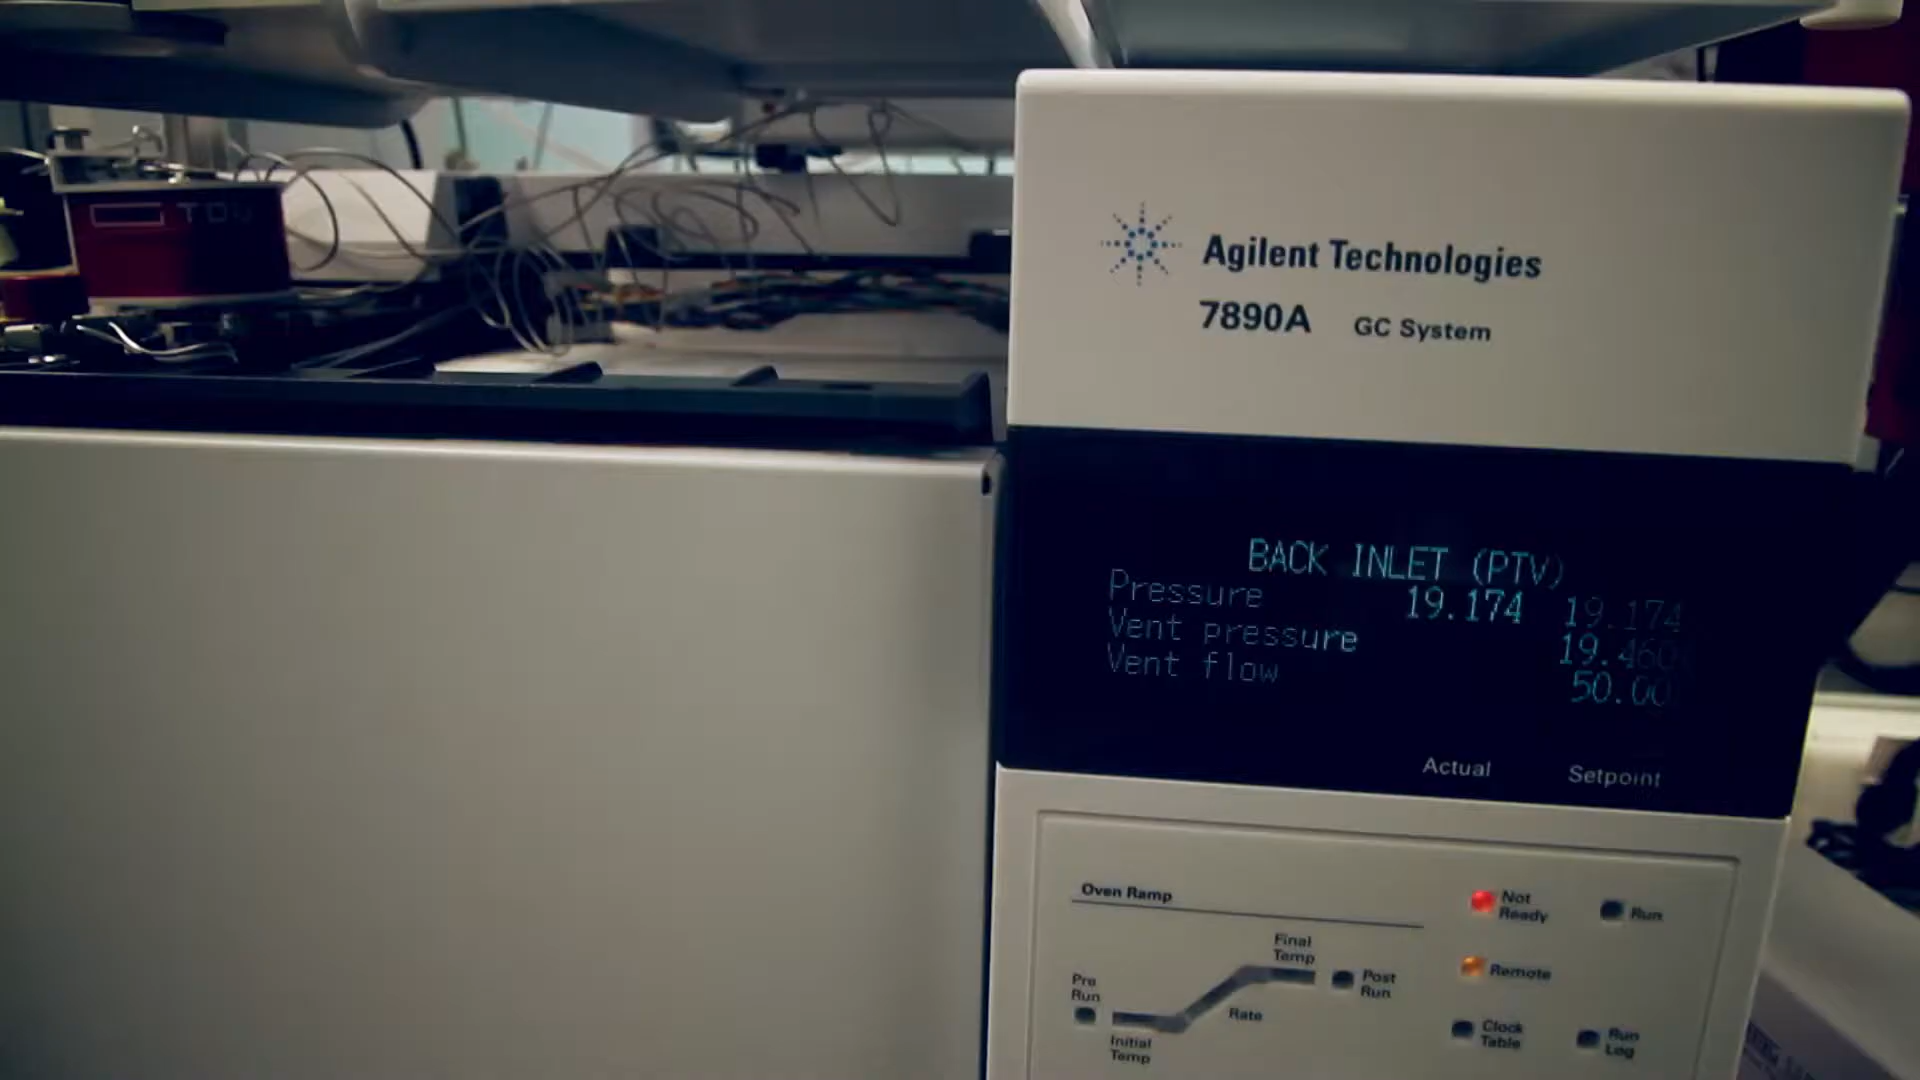 Agilent Technologies
7890A GC System
BACK INLET (PTV)
Pressure 19.174 19.174
Vent pressure 19.460
Vent flow 50.00
Actual Setpoint
Oven Ramp
Not Ready
Run
Final Temp
Remote
Pre Run
Post Run
Rate
Initial Temp
Clock Table
Run Log